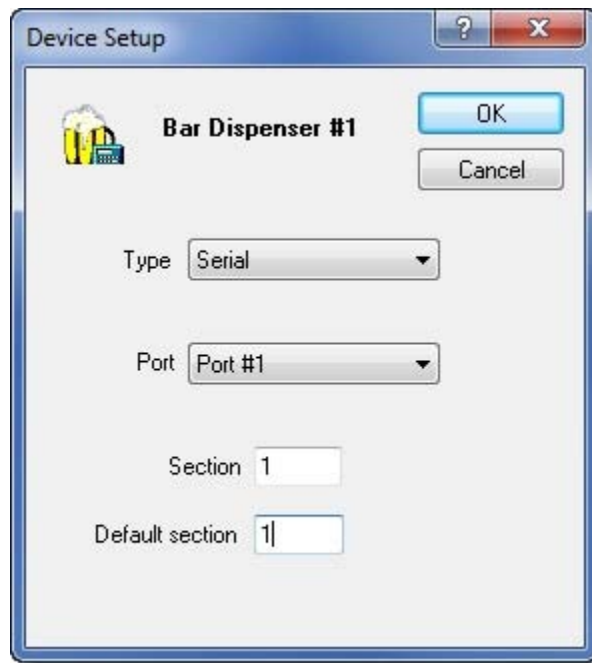 Device Setup
?
X
Bar Dispenser #1
OK
Cancel
Type Serial
Port Port #1
Section 1
Default section 1